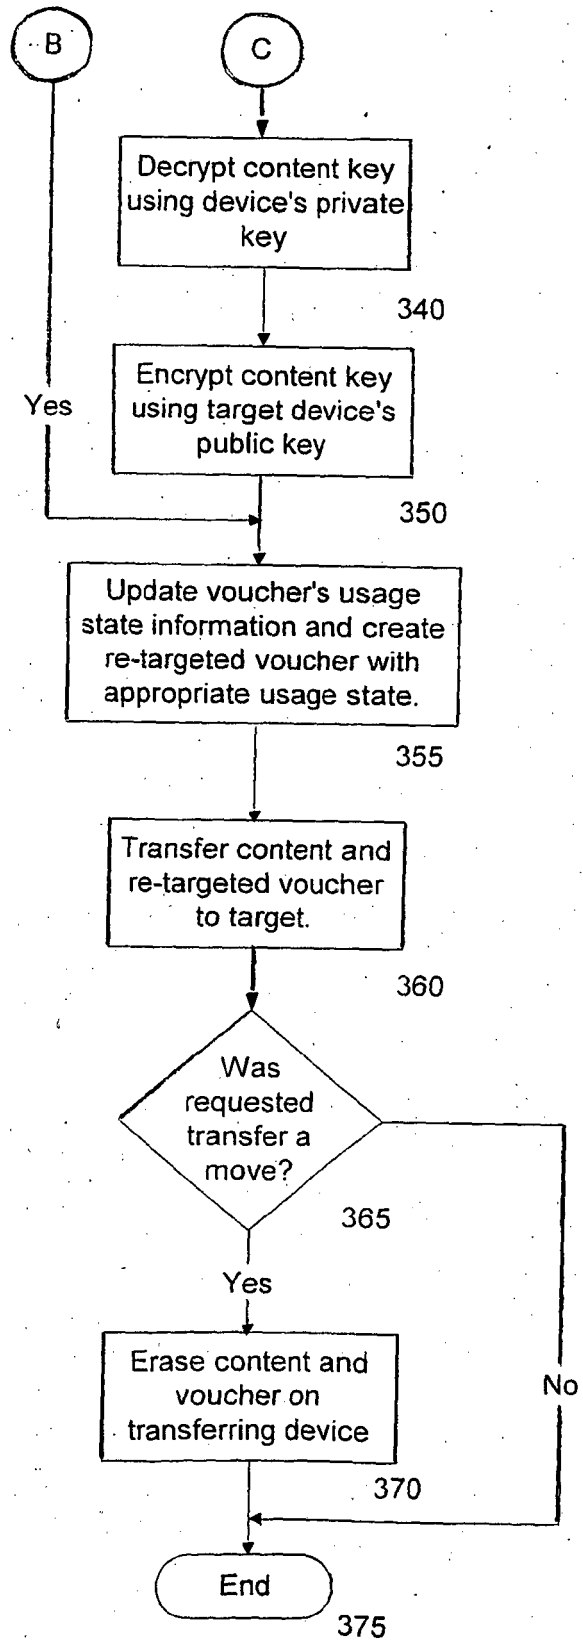 B
C
Decrypt content key
using device's private
key
340
Encrypt content key
using target device's
public key
Yes
350
Update voucher's usage
state information and create
re-targeted voucher with
appropriate usage state.
355
Transfer content and
re-targeted voucher
to target.
360
Was
requested
transfer a
move?
365
Yes
Erase content and
voucher on
transferring device
No
370
End
375